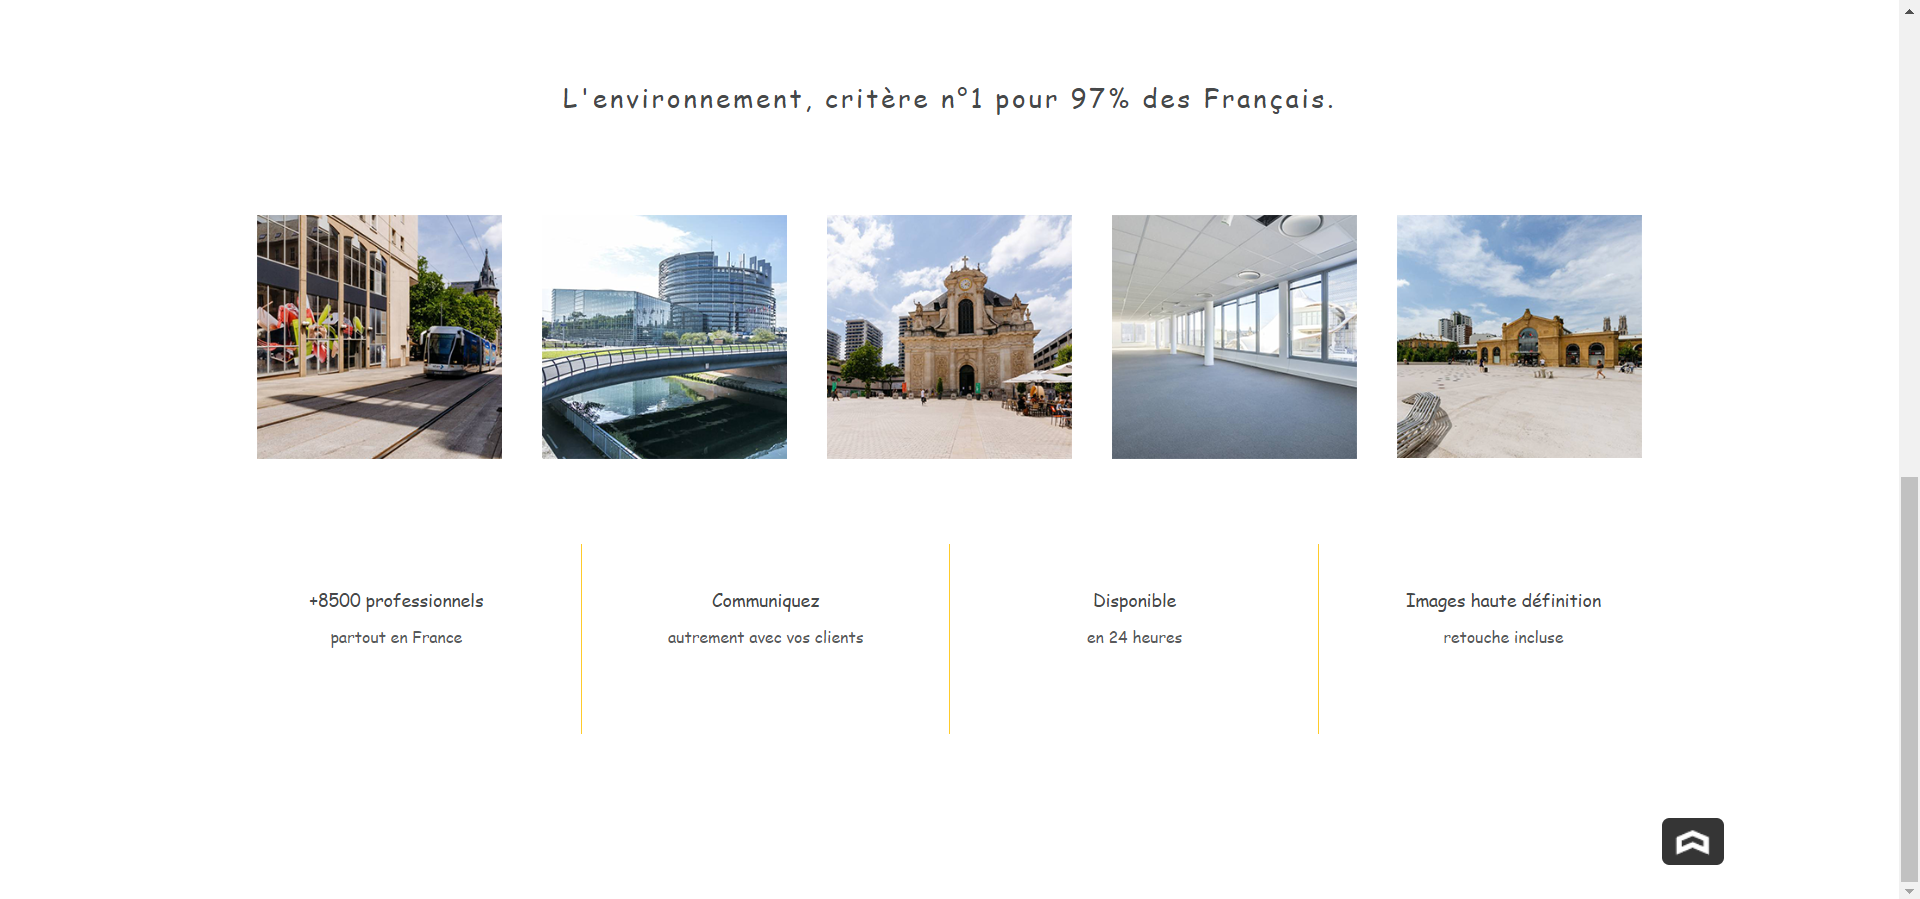 L'environnement, critère n°1 pour 97% des Français.
+8500 professionnels
partout en France
Communiquez
autrement avec vos clients
Disponible
en 24 heures
Images haute définition
retouche incluse